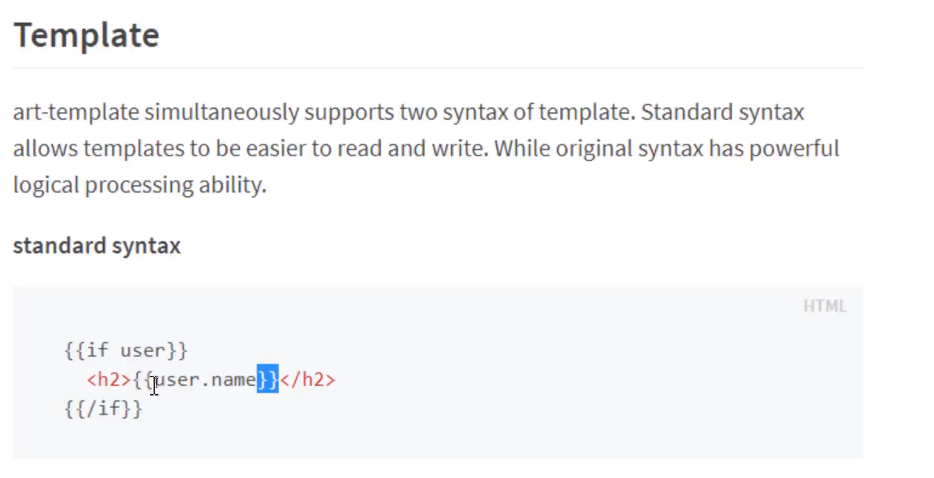 Template
art-template simultaneously supports two syntax of template. Standard syntax
allows templates to be easier to read and write. While original syntax has powerful
logical processing ability.
standard syntax
HTML
{{if user}}
<h2>{{user.name}}</h2>
{{/if}}